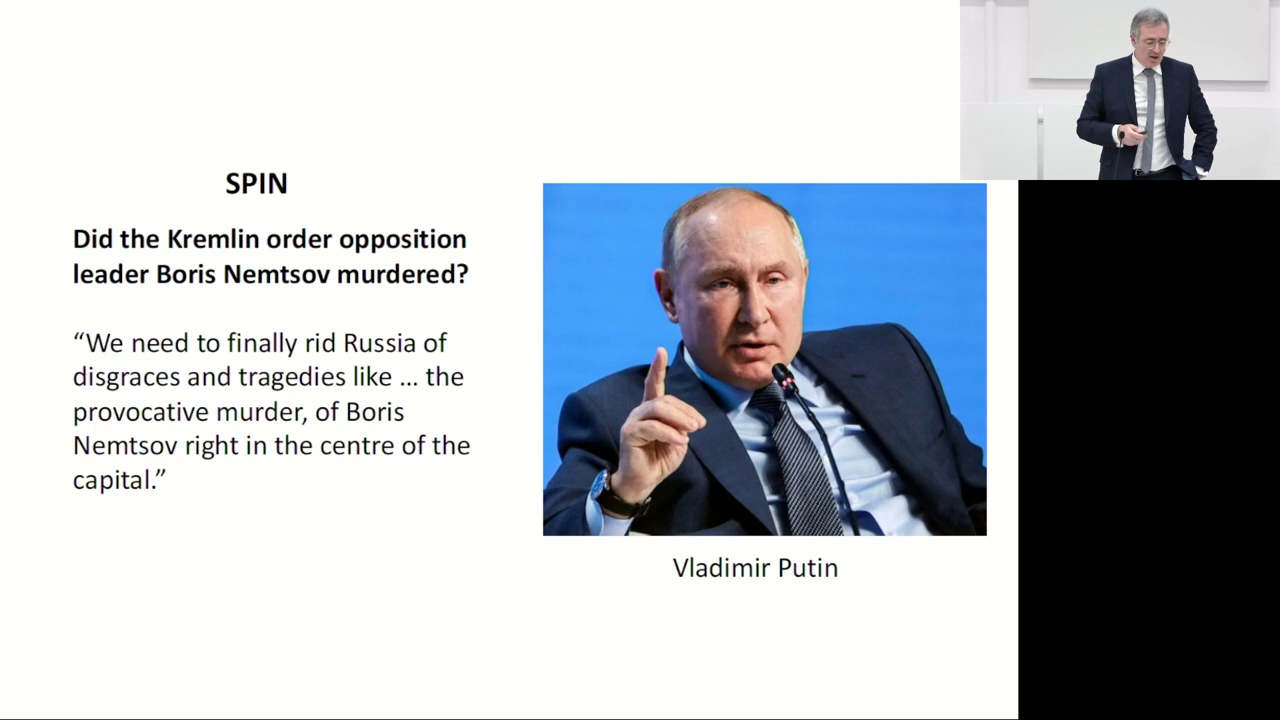 SPIN
Did the Kremlin order opposition
leader Boris Nemtsov murdered?
“We need to finally rid Russia of
disgraces and tragedies like ... the
provocative murder, of Boris
Nemtsov right in the centre of the
capital.”
Vladimir Putin